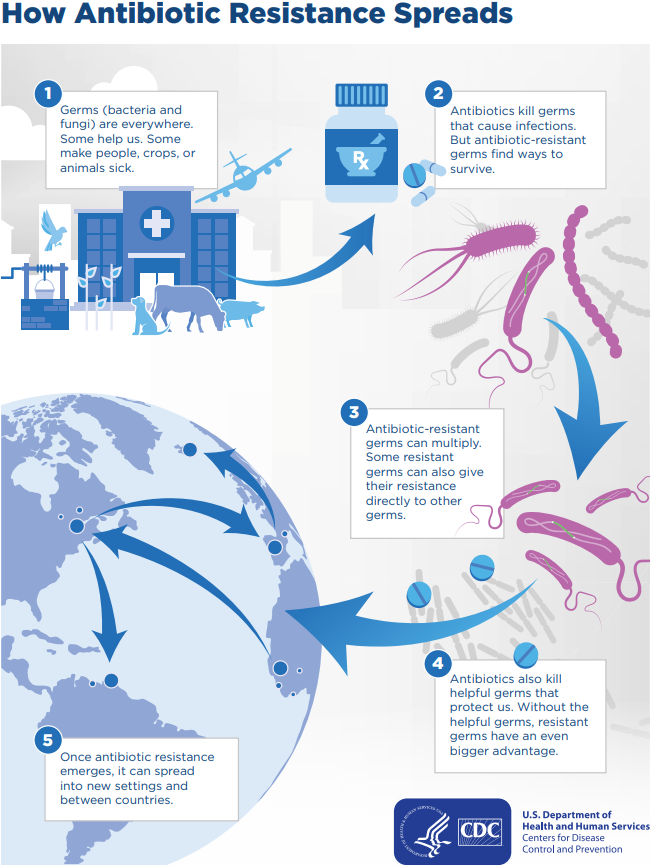 How Antibiotic Resistance Spreads
1
Germs (bacteria and
fungi) are everywhere.
Some help us. Some
make people, crops, or
animals sick.
Rx
2
Antibiotics kill germs
that cause infections.
But antibiotic-resistant
germs find ways to
survive.
3
Antibiotic-resistant
germs can multiply.
Some resistant
germs can also give
their resistance
directly to other
germs.
4
Antibiotics also kill
helpful germs that
protect us. Without the
helpful germs, resistant
germs have an even
bigger advantage.
5
Once antibiotic resistance
emerges, it can spread
into new settings and
between countries.
CDC
U.S. Department of
Health and Human Services
Centers for Disease
Control and Prevention